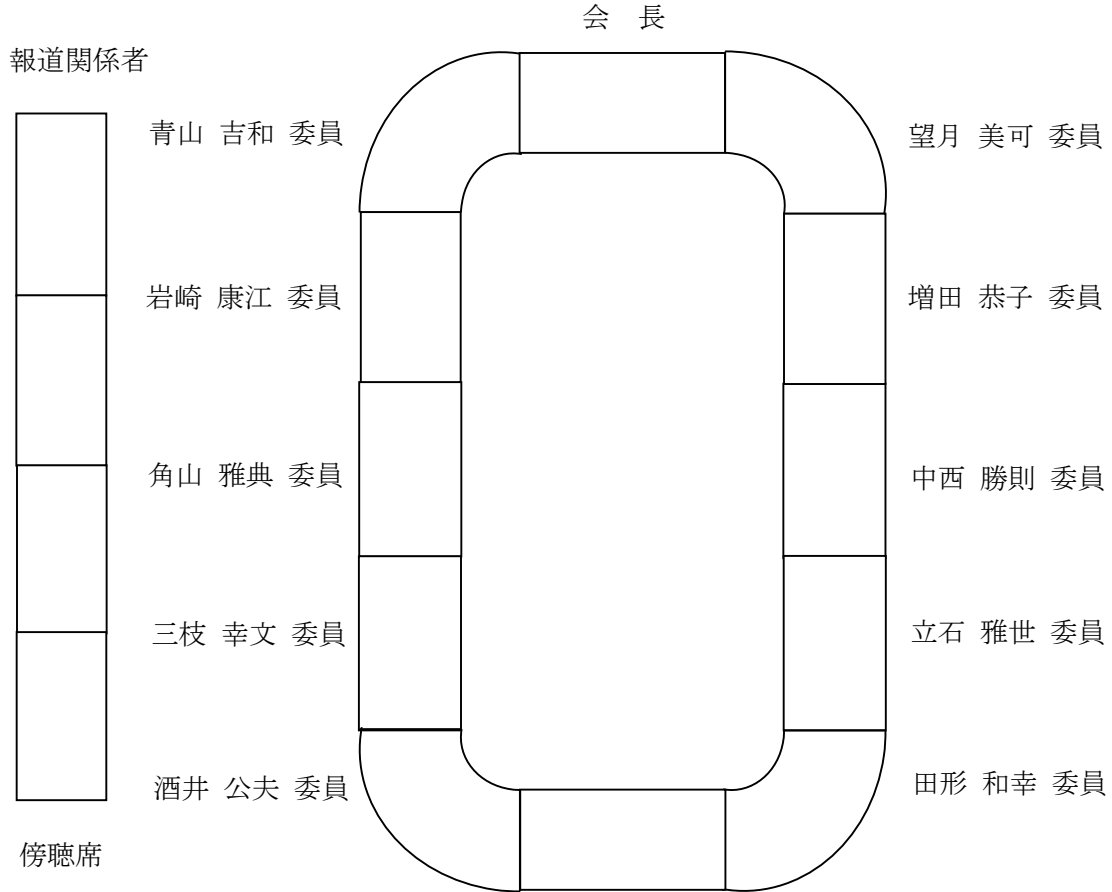 会　長
報道関係者
青山 吉和 委員
望月 美可 委員
岩崎 康江 委員
増田 恭子 委員
角山 雅典 委員
中西 勝則 委員
三枝 幸文 委員
立石 雅世 委員
酒井 公夫 委員
田形 和幸 委員
傍聴席